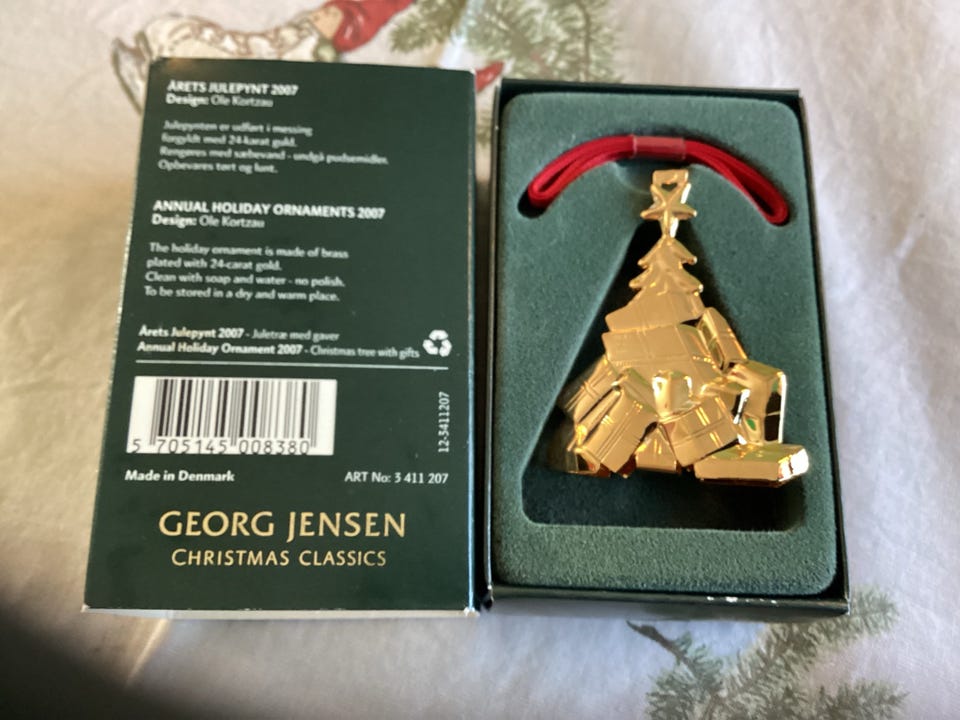 ÅRETS JULEPYNT 2007
Design: Ole Kortzau
Julepynten er udført i messing
forgyldt med 24-karat guld.
Rengøres med sæbevand - undgå pudsemidler.
Opbevares tørt og lunt.
ANNUAL HOLIDAY ORNAMENTS 2007
Design: Ole Kortzau
The holiday ornament is made of brass
plated with 24-carat gold.
Clean with soap and water - no polish.
To be stored in a dry and warm place.
Årets Julepynt 2007 - Juletræ med gaver
Annual Holiday Ornament 2007 - Christmas tree with gifts
5 705145 008380
12-3411207
Made in Denmark
ART No: 3 411 207
GEORG JENSEN
CHRISTMAS CLASSICS